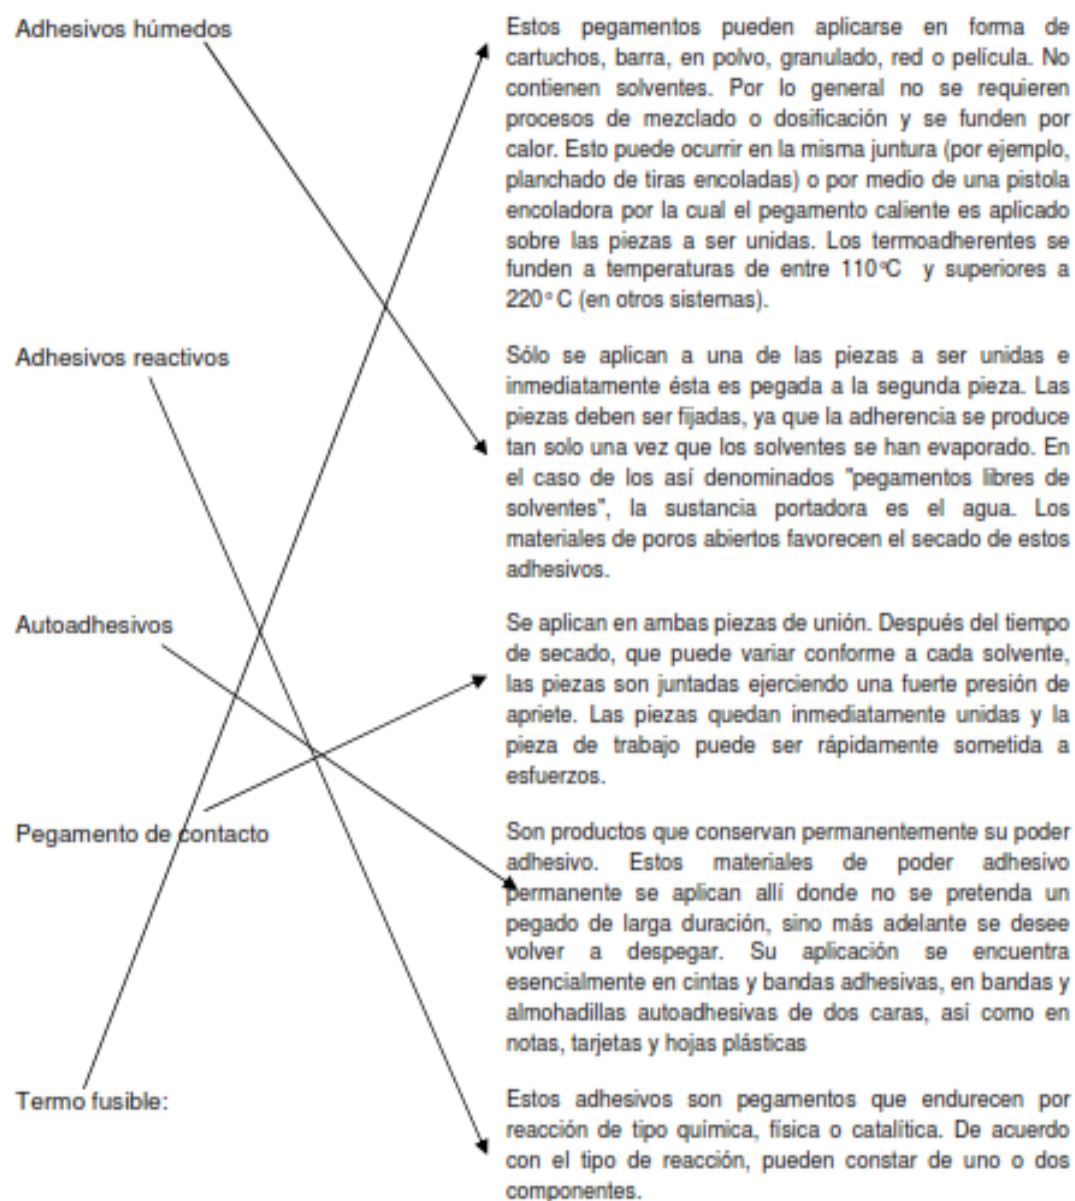 Adhesivos húmedos
Estos pegamentos pueden aplicarse en forma de
cartuchos, barra, en polvo, granulado, red o película. No
contienen solventes. Por lo general no se requieren
procesos de mezclado o dosificación y se funden por
calor. Esto puede ocurrir en la misma juntura (por ejemplo,
planchado de tiras encoladas) o por medio de una pistola
encoladora por la cual el pegamento caliente es aplicado
sobre las piezas a ser unidas. Los termoadherentes se
funden a temperaturas de entre 110°C y superiores a
220° C (en otros sistemas).
Adhesivos reactivos
Sólo se aplican a una de las piezas a ser unidas e
inmediatamente ésta es pegada a la segunda pieza. Las
piezas deben ser fijadas, ya que la adherencia se produce
tan solo una vez que los solventes se han evaporado. En
el caso de los así denominados "pegamentos libres de
solventes", la sustancia portadora es el agua. Los
materiales de poros abiertos favorecen el secado de estos
adhesivos.
Autoadhesivos
Se aplican en ambas piezas de unión. Después del tiempo
de secado, que puede variar conforme a cada solvente,
las piezas son juntadas ejerciendo una fuerte presión de
apriete. Las piezas quedan inmediatamente unidas y la
pieza de trabajo puede ser rápidamente sometida a
esfuerzos.
Pegamento de contacto
Son productos que conservan permanentemente su poder
adhesivo. Estos materiales de poder adhesivo
permanente se aplican allí donde no se pretenda un
pegado de larga duración, sino más adelante se desee
volver a despegar. Su aplicación se encuentra
esencialmente en cintas y bandas adhesivas, en bandas y
almohadillas autoadhesivas de dos caras, así como en
notas, tarjetas y hojas plásticas
Termo fusible:
Estos adhesivos son pegamentos que endurecen por
reacción de tipo química, física o catalítica. De acuerdo
con el tipo de reacción, pueden constar de uno o dos
componentes.